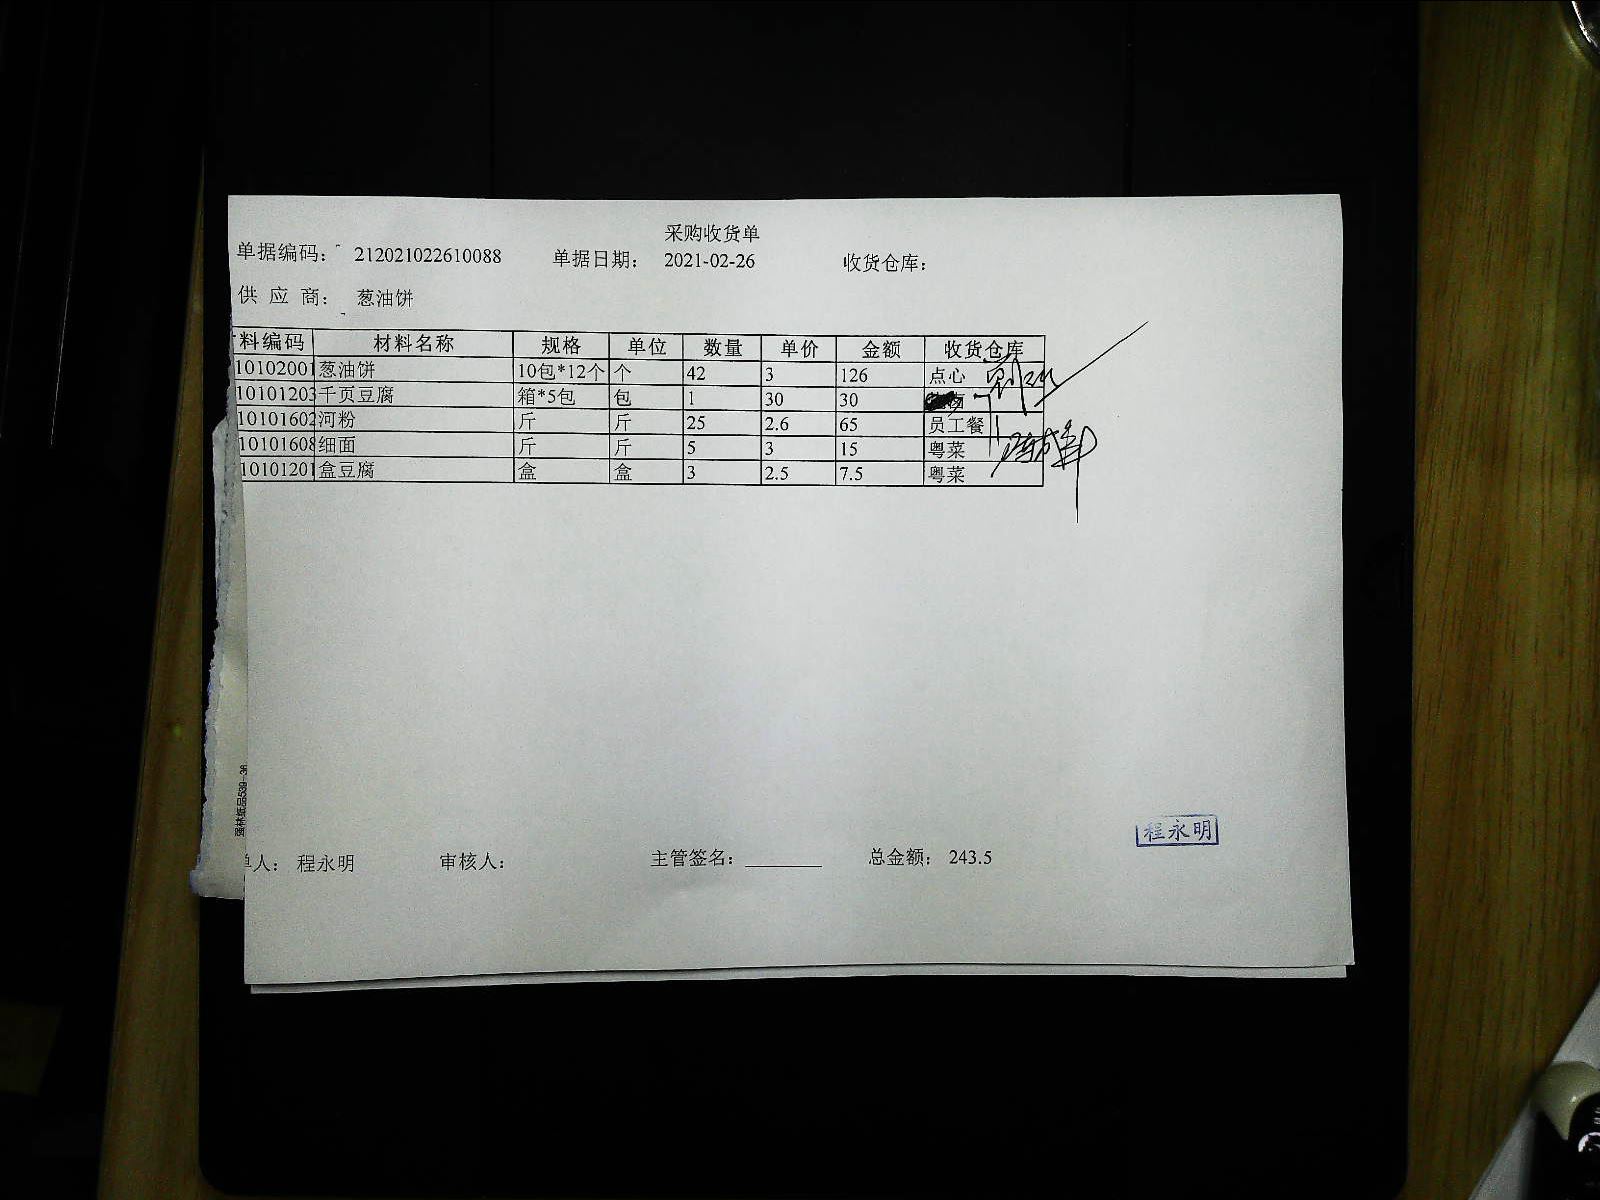 采购收货单
单据编码： 212021022610088 单据日期： 2021-02-26 收货仓库：
供 应 商： 葱油饼
料编码 材料名称 规格 单位 数量 单价 金额 收货仓库
10102001 葱油饼 10包*12个 个 42 3 126 点心
10101203 千页豆腐 箱*5包 包 1 30 30
10101602 河粉 斤 斤 25 2.6 65 员工餐
10101608 细面 斤 斤 5 3 15 粤菜
10101201 盒豆腐 盒 盒 3 2.5 7.5 粤菜
程永明
单人： 程永明 审核人： 主管签名： 总金额： 243.5